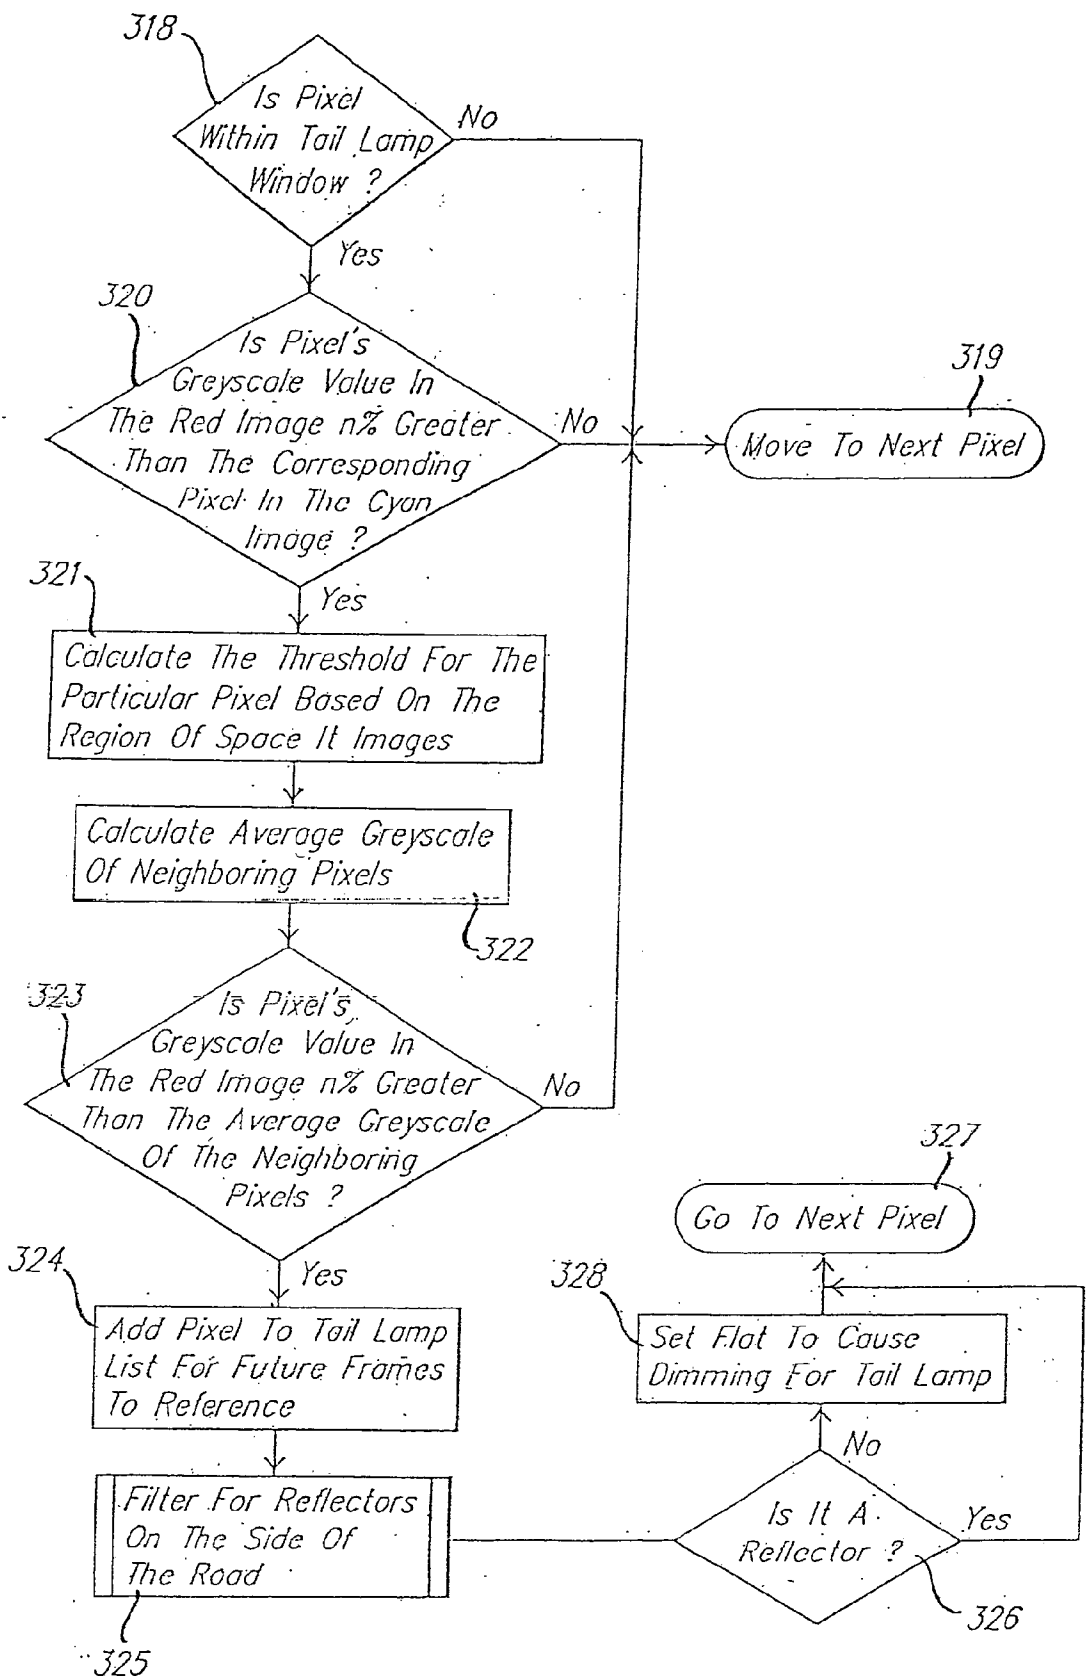 318
Is Pixel
Within Tail Lamp
Window ?
No
Yes
320
Is Pixel's
Greyscale Value In
The Red Image n% Greater
Than The Corresponding
Pixel In The Cyan
Image ?
No
319
Move To Next Pixel
Yes
321
Calculate The Threshold For The
Particular Pixel Based On The
Region Of Space It Images
Calculate Average Greyscale
Of Neighboring Pixels
322
323
Is Pixel's
Greyscale Value In
The Red Image n% Greater
Than The Average Greyscale
Of The Neighboring
Pixels ?
No
Yes
324
Add Pixel To Tail Lamp
List For Future Frames
To Reference
Filter For Reflectors
On The Side Of
The Road
325
Is It A
Reflector ?
326
Yes
No
328
Set Flat To Cause
Dimming For Tail Lamp
327
Go To Next Pixel